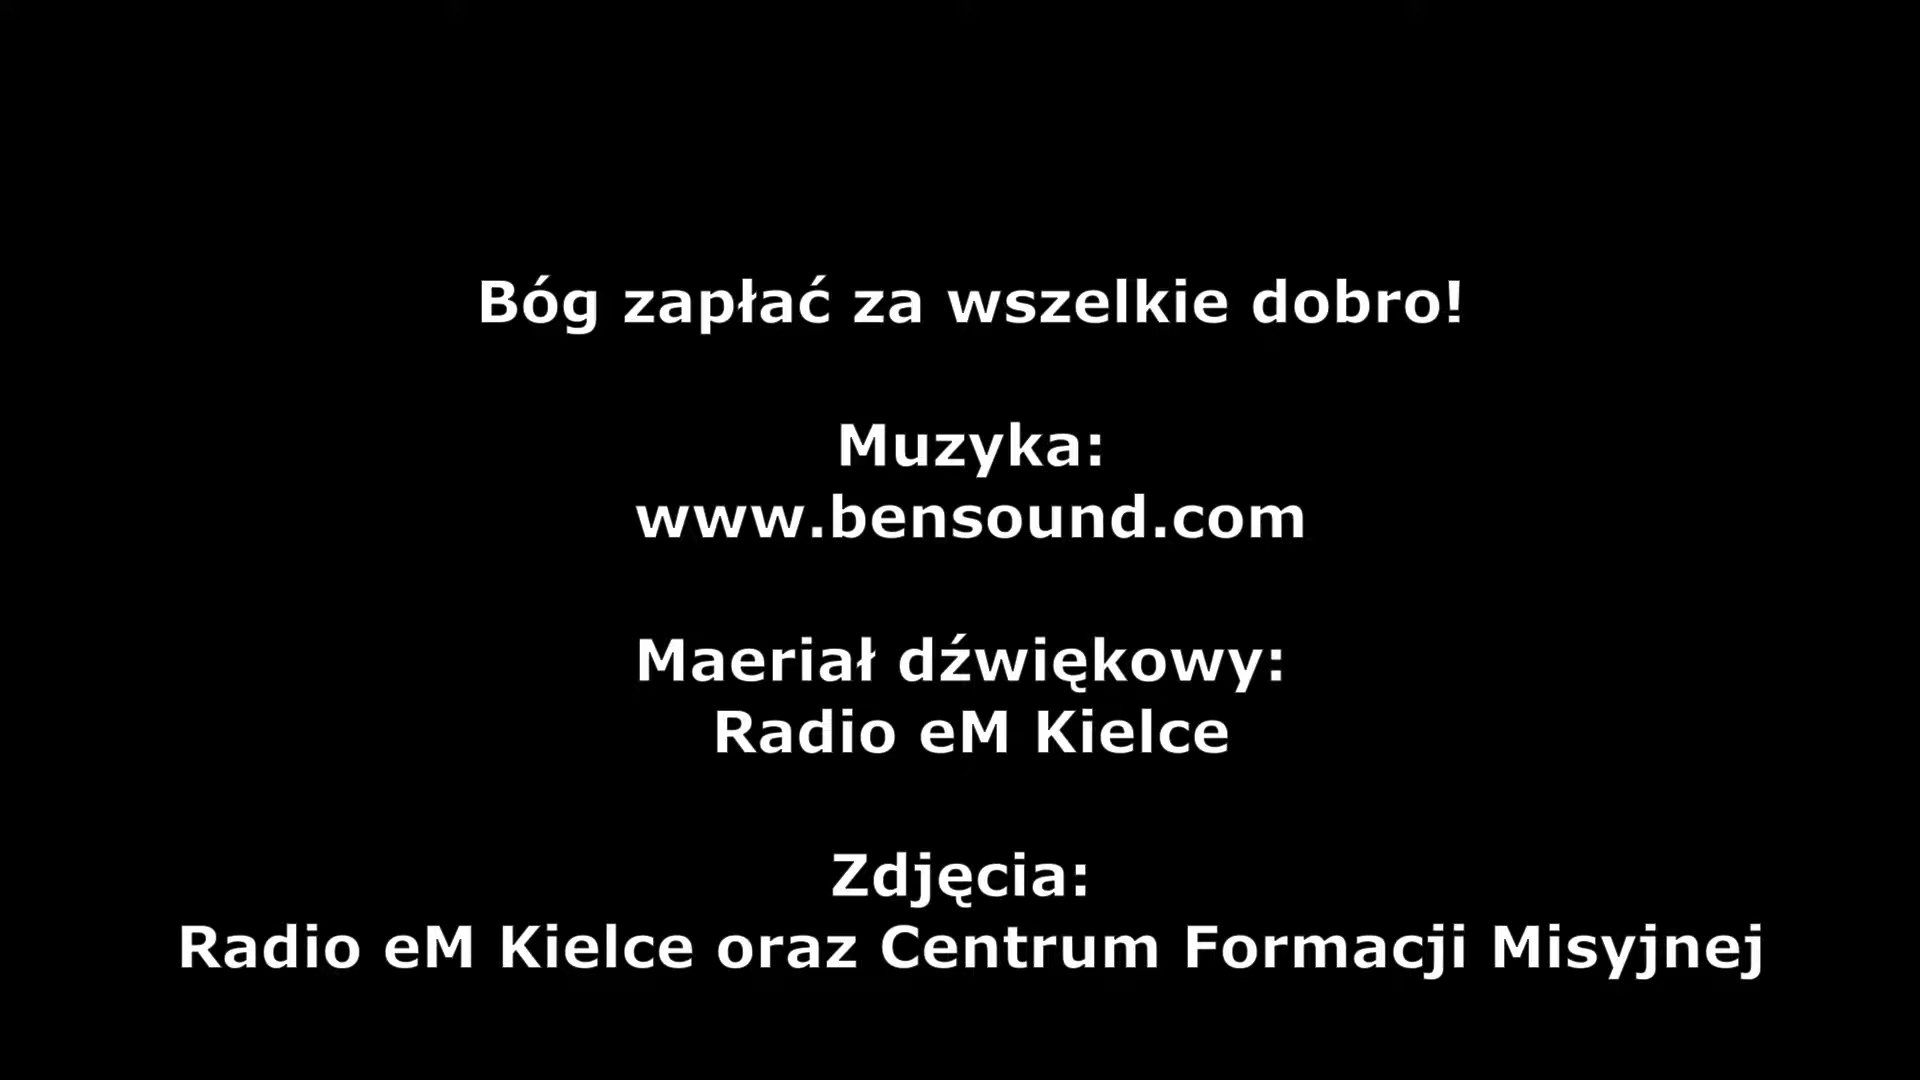 Bóg zapłać za wszelkie dobro!
Muzyka:
www.bensound.com
Maeriał dźwiękowy:
Radio eM Kielce
Zdjęcia:
Radio eM Kielce oraz Centrum Formacji Misyjnej